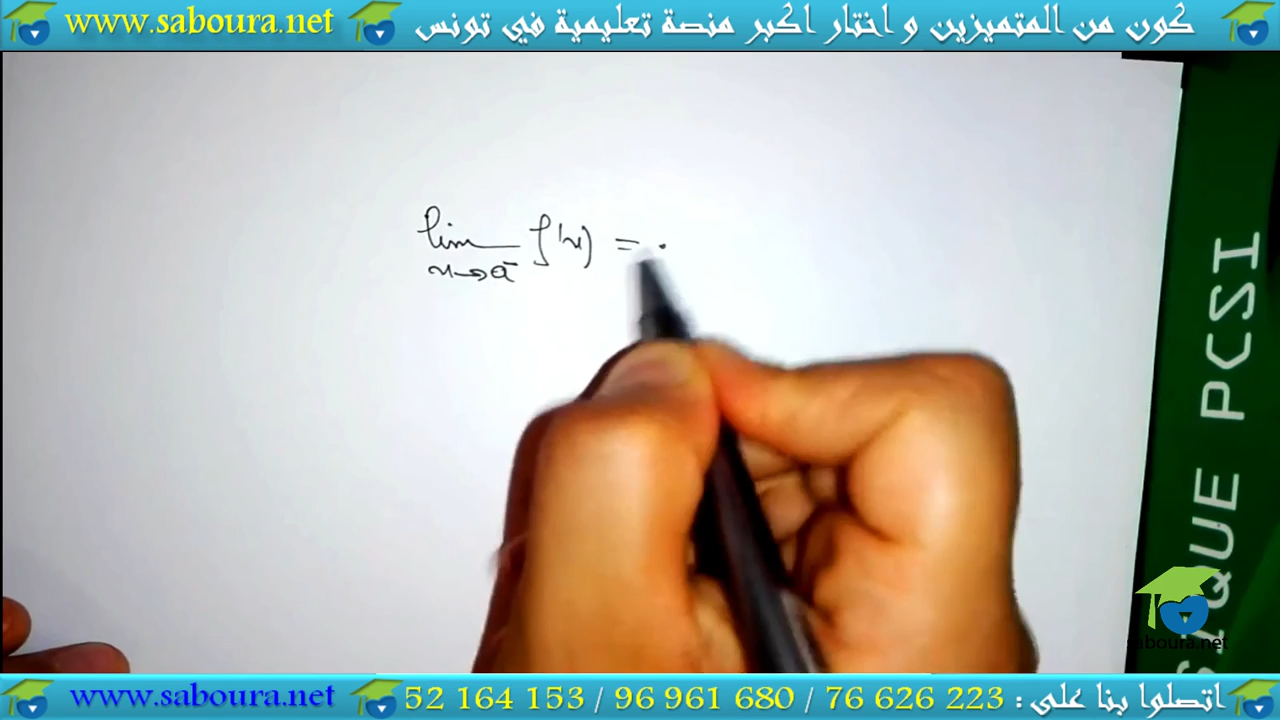 www.saboura.net كون من المتميزين و اختار اكبر منصة تعليمية في تونس
lim f(x) =
x→a⁻
SIQUE PCSI
saboura.net
www.saboura.net 52 164 153 / 96 961 680 / 76 626 223 : اتصلوا بنا على